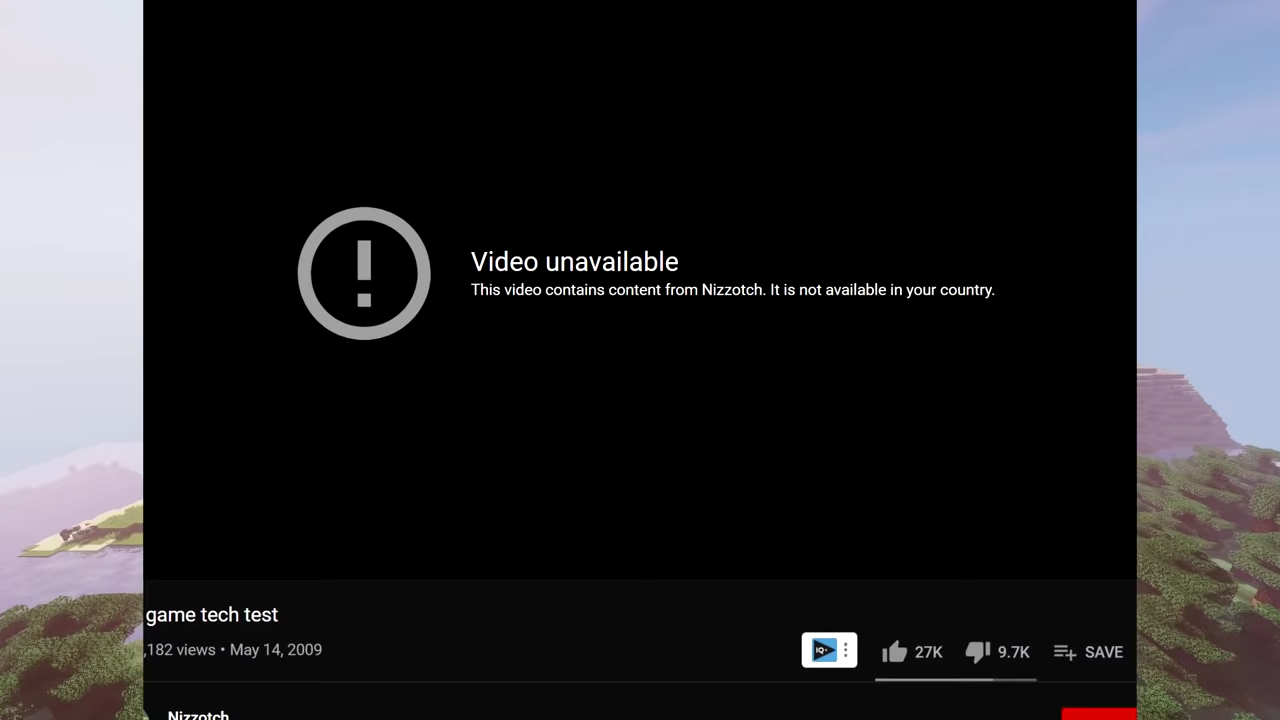 Video unavailable
This video contains content from Nizzotch. It is not available in your country.
game tech test
,182 views • May 14, 2009
IQ
27K
9.7K
SAVE
Nizzotch